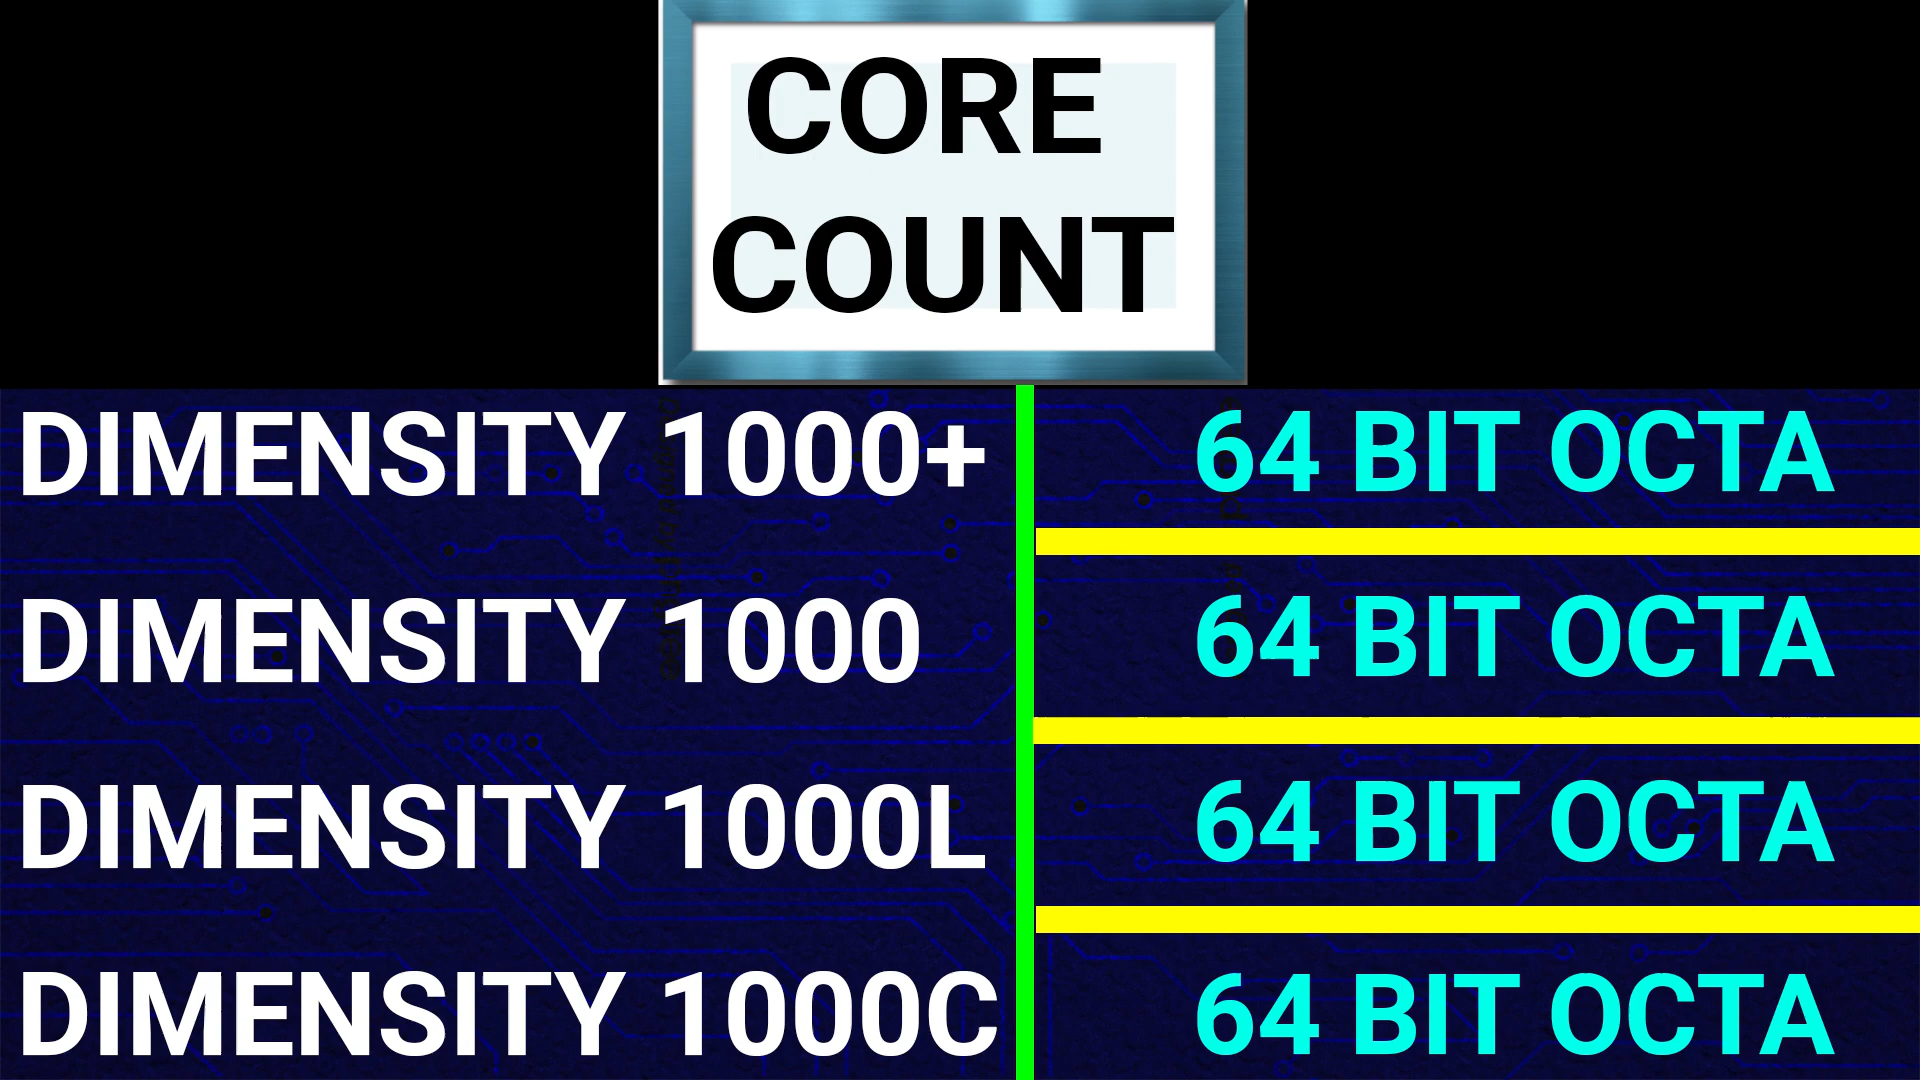 CORE
COUNT
DIMENSITY 1000+ 64 BIT OCTA
DIMENSITY 1000 64 BIT OCTA
DIMENSITY 1000L 64 BIT OCTA
DIMENSITY 1000C 64 BIT OCTA